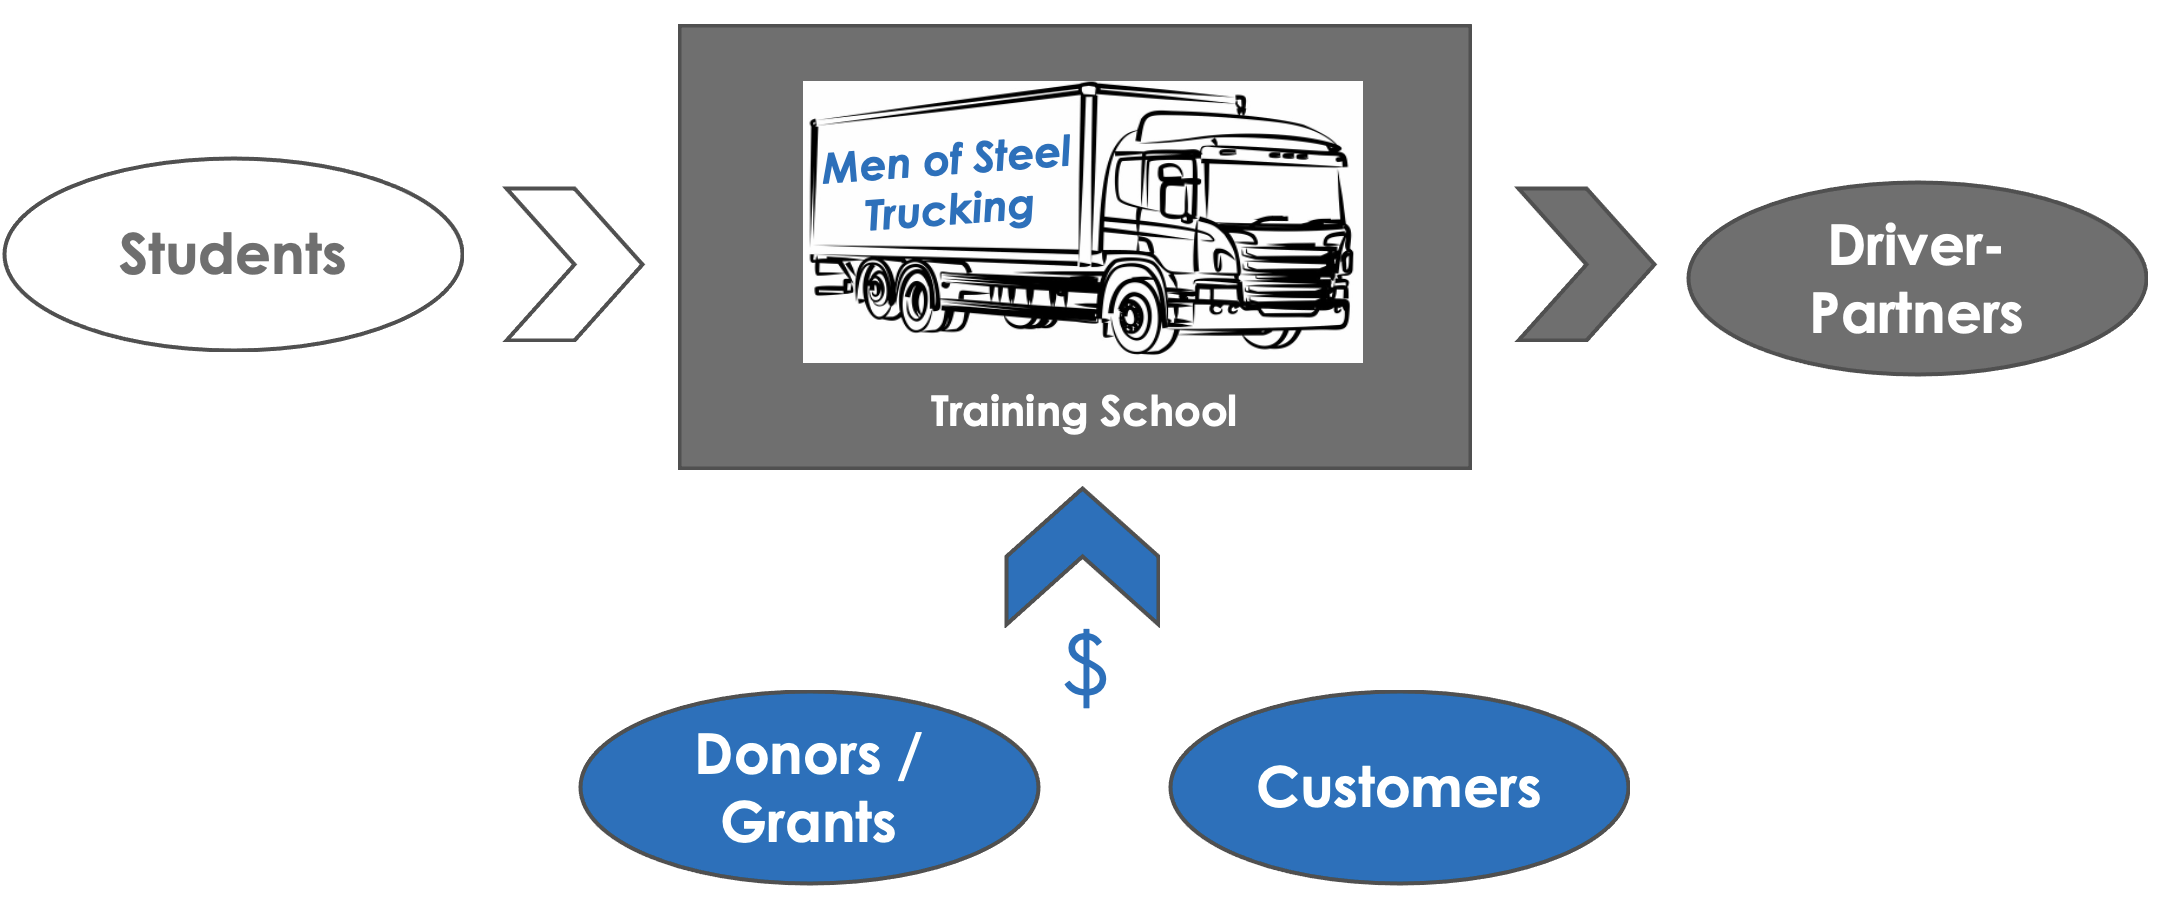 Students
Men of Steel
Trucking
Training School
Driver-
Partners
$
Donors /
Grants
Customers